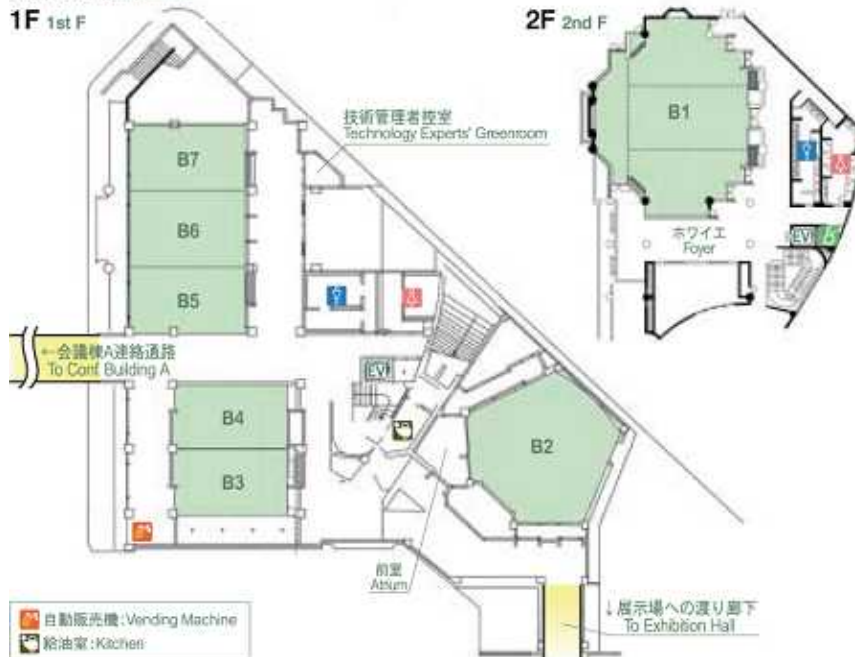 1F 1st F
2F 2nd F
技術管理者控室
Technology Experts' Greenroom
B1
B7
B6
B5
ホワイエ
Foyer
EV
←会議棟A連絡通路
To Conf. Building A
EV
B4
B3
B2
前室
Atrium
自動販売機:Vending Machine
給油室:Kitchen
↓展示場への渡り廊下
To Exhibition Hall